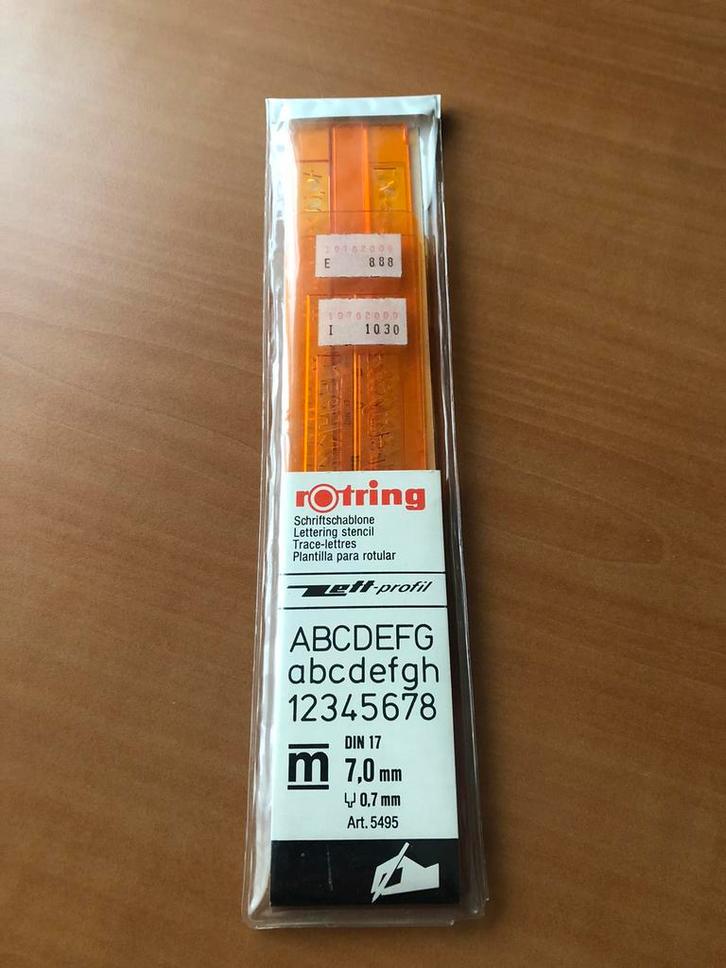 19762000
E 888
19762000
I 1030
rotring
Schriftschablone
Lettering stencil
Trace-lettres
Plantilla para rotular
Zett-profil
ABCDEFG
abcdefgh
12345678
m
DIN 17
7,0 mm
0,7 mm
Art. 5495